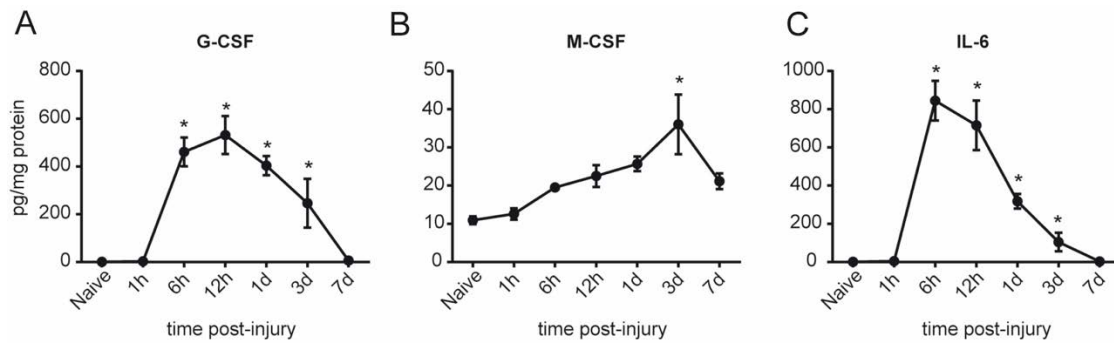 A
G-CSF
pg/mg protein
800
600
400
200
0
*
*
*
*
Naive
1h
6h
12h
1d
3d
7d
time post-injury
B
M-CSF
50
40
30
20
10
0
*
Naive
1h
6h
12h
1d
3d
7d
time post-injury
C
IL-6
1000
800
600
400
200
0
*
*
*
*
Naive
1h
6h
12h
1d
3d
7d
time post-injury